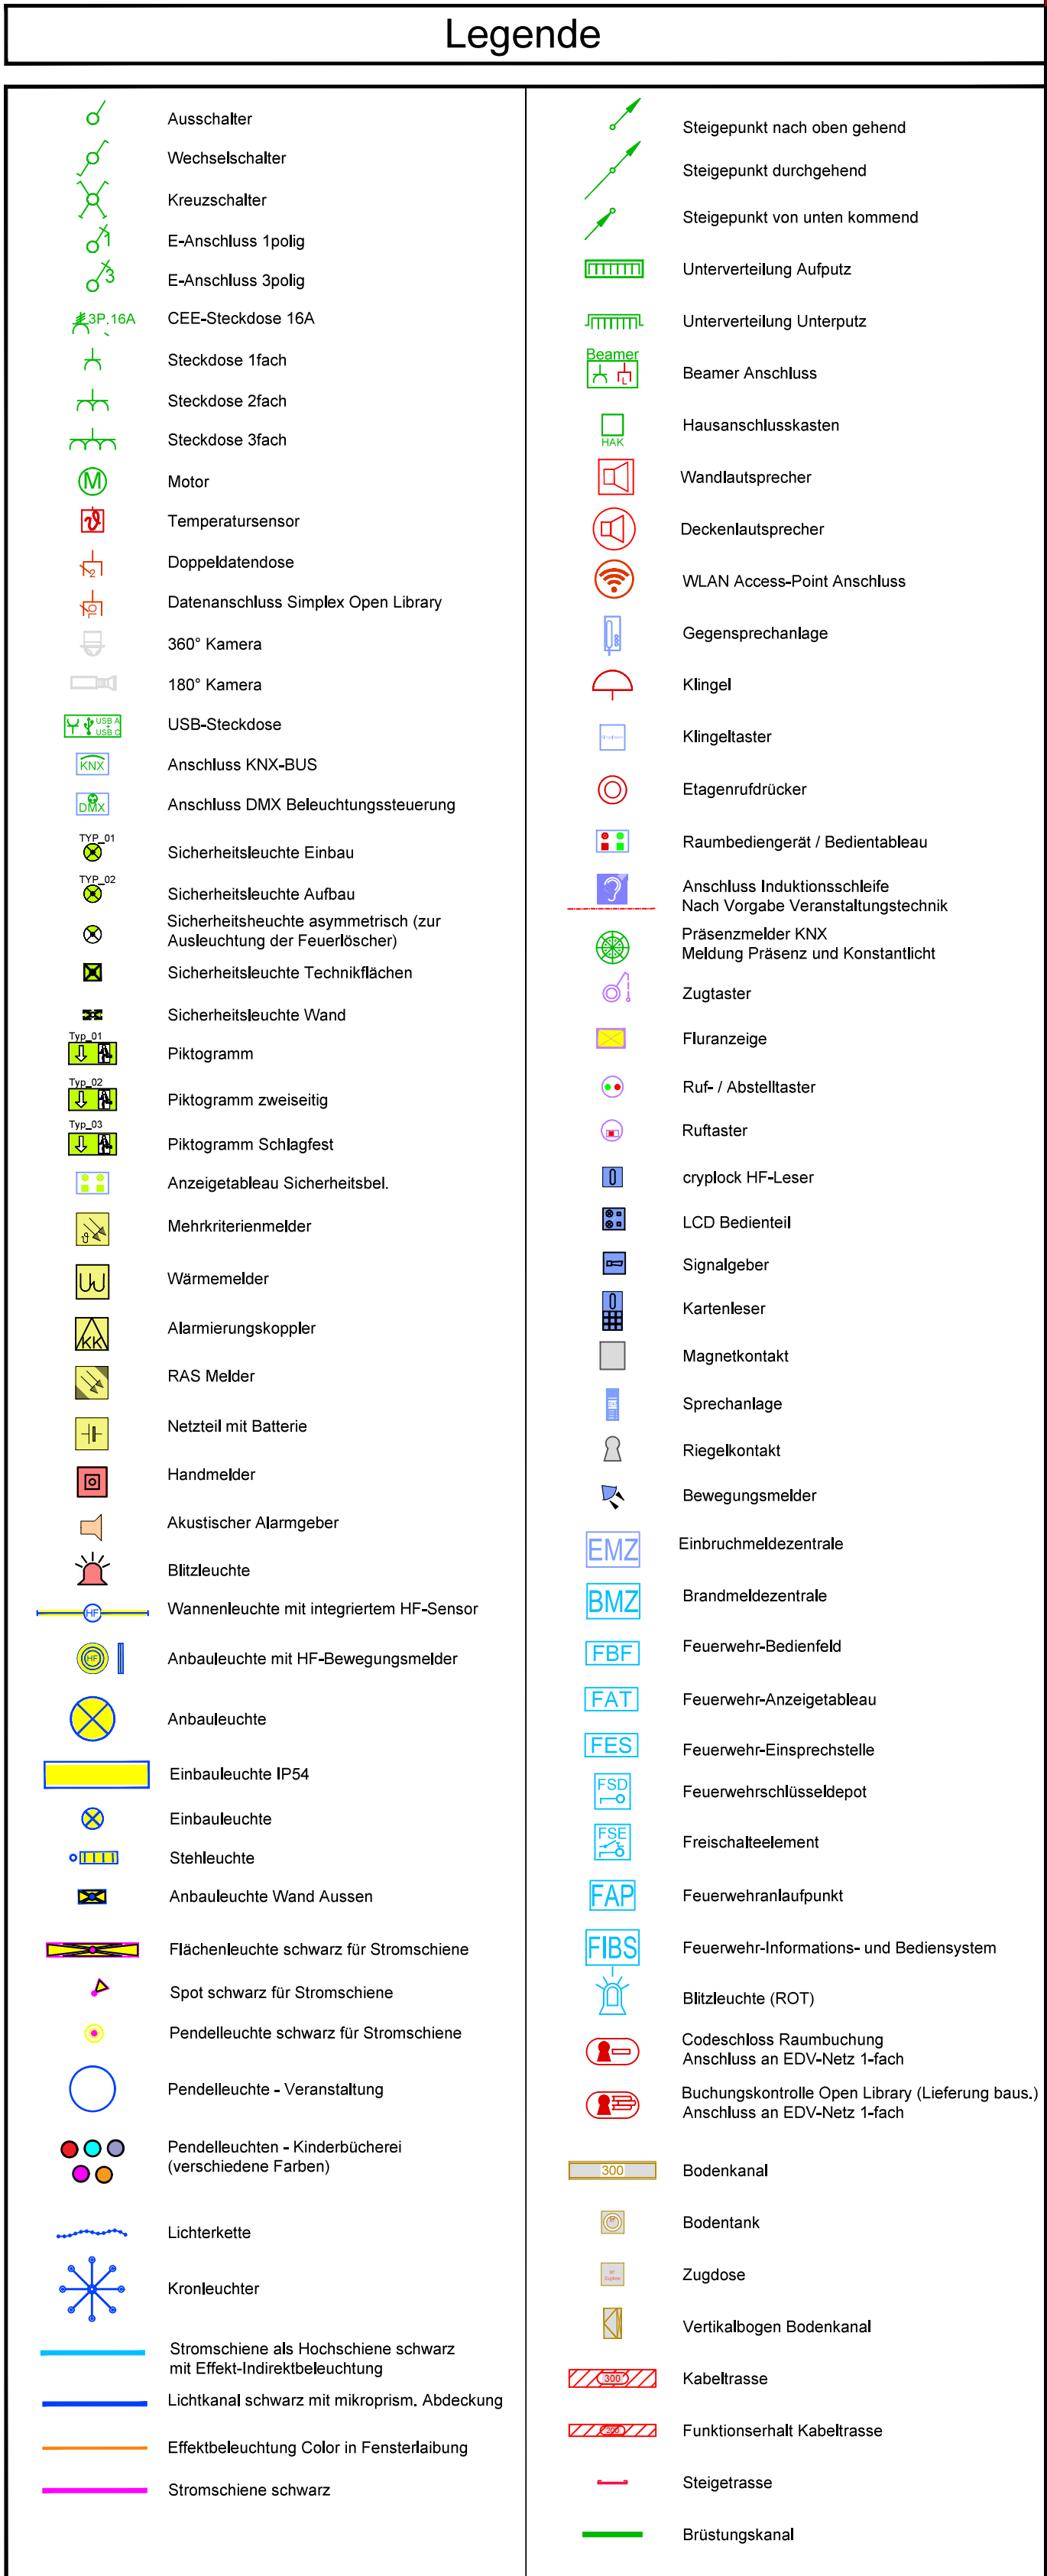 Legende
Ausschalter
Wechselschalter
Kreuzschalter
1 E-Anschluss 1polig
3 E-Anschluss 3polig
3P.16A CEE-Steckdose 16A
Steckdose 1fach
Steckdose 2fach
Steckdose 3fach
M Motor
ϑ Temperatursensor
2 Doppeldatendose
OL Datenanschluss Simplex Open Library
360° Kamera
180° Kamera
USB A
USB C
USB-Steckdose
KNX Anschluss KNX-BUS
DMX Anschluss DMX Beleuchtungssteuerung
TYP_01
Sicherheitsleuchte Einbau
TYP_02
Sicherheitsleuchte Aufbau
Sicherheitsheuchte asymmetrisch (zur
Ausleuchtung der Feuerlöscher)
Sicherheitsleuchte Technikflächen
Sicherheitsleuchte Wand
Typ_01
Piktogramm
Typ_02
Piktogramm zweiseitig
Typ_03
Piktogramm Schlagfest
Anzeigetableau Sicherheitsbel.
ϑ Mehrkriterienmelder
Wärmemelder
KK Alarmierungskoppler
RAS Melder
Netzteil mit Batterie
Handmelder
Akustischer Alarmgeber
Blitzleuchte
HF Wannenleuchte mit integriertem HF-Sensor
HF Anbauleuchte mit HF-Bewegungsmelder
Anbauleuchte
Einbauleuchte IP54
Einbauleuchte
Stehleuchte
Anbauleuchte Wand Aussen
Flächenleuchte schwarz für Stromschiene
Spot schwarz für Stromschiene
Pendelleuchte schwarz für Stromschiene
Pendelleuchte - Veranstaltung
Pendelleuchten - Kinderbücherei
(verschiedene Farben)
Lichterkette
Kronleuchter
Stromschiene als Hochschiene schwarz
mit Effekt-Indirektbeleuchtung
Lichtkanal schwarz mit mikroprism. Abdeckung
Effektbeleuchtung Color in Fensterlaibung
Stromschiene schwarz
Steigepunkt nach oben gehend
Steigepunkt durchgehend
Steigepunkt von unten kommend
Unterverteilung Aufputz
Unterverteilung Unterputz
Beamer
L Beamer Anschluss
Hausanschlusskasten
HAK
Wandlautsprecher
Deckenlautsprecher
WLAN Access-Point Anschluss
Gegensprechanlage
Klingel
Klingeltaster
Etagenrufdrücker
Raumbediengerät / Bedientableau
Anschluss Induktionsschleife
Nach Vorgabe Veranstaltungstechnik
Präsenzmelder KNX
Meldung Präsenz und Konstantlicht
Zugtaster
Fluranzeige
Ruf- / Abstelltaster
Ruftaster
cryplock HF-Leser
LCD Bedienteil
Signalgeber
Kartenleser
Magnetkontakt
Sprechanlage
Riegelkontakt
Bewegungsmelder
EMZ Einbruchmeldezentrale
BMZ Brandmeldezentrale
FBF Feuerwehr-Bedienfeld
FAT Feuerwehr-Anzeigetableau
FES Feuerwehr-Einsprechstelle
FSD Feuerwehrschlüsseldepot
FSE Freischalteelement
FAP Feuerwehranlaufpunkt
FIBS Feuerwehr-Informations- und Bediensystem
Blitzleuchte (ROT)
Codeschloss Raumbuchung
Anschluss an EDV-Netz 1-fach
Buchungskontrolle Open Library (Lieferung baus.)
Anschluss an EDV-Netz 1-fach
300 Bodenkanal
Bodentank
Zugdose
Vertikalbogen Bodenkanal
300 Kabeltrasse
Funktionserhalt Kabeltrasse
Steigetrasse
Brüstungskanal